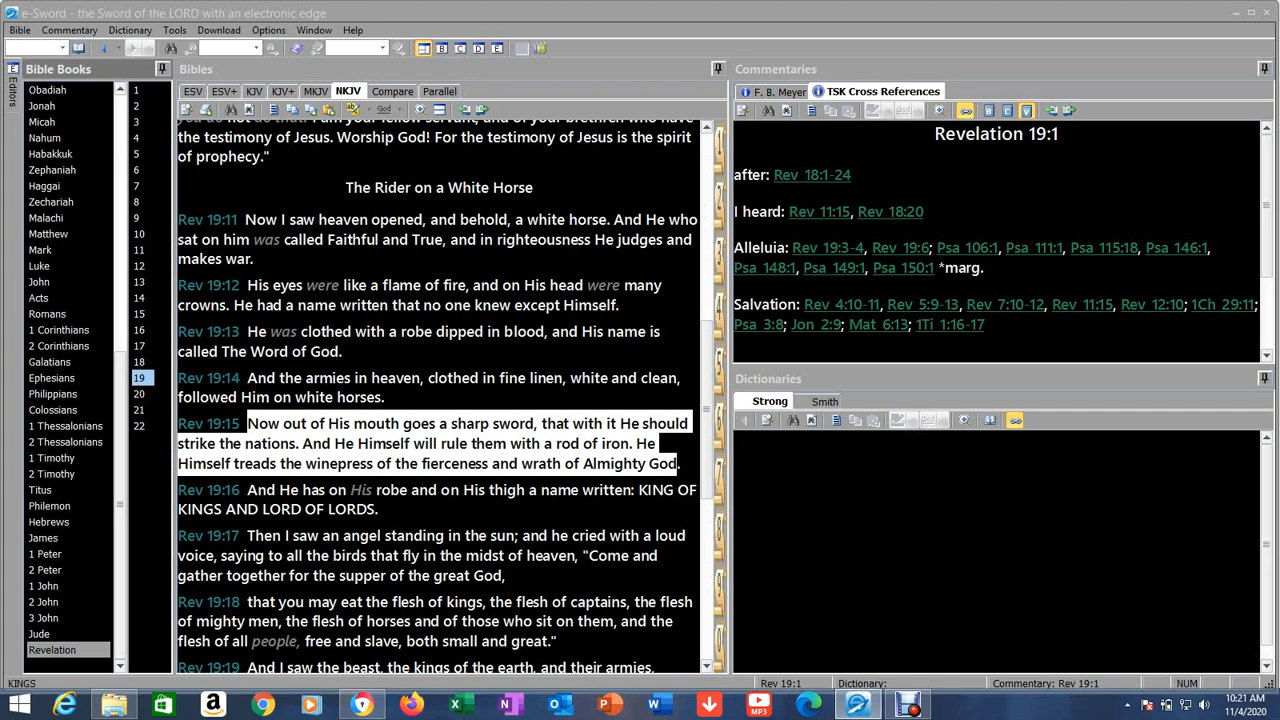 e-Sword - the Sword of the LORD with an electronic edge
Bible Commentary Dictionary Tools Download Options Window Help
B C D E
Editors
Bible Books
Obadiah
Jonah
Micah
Nahum
Habakkuk
Zephaniah
Haggai
Zechariah
Malachi
Matthew
Mark
Luke
John
Acts
Romans
1 Corinthians
2 Corinthians
Galatians
Ephesians
Philippians
Colossians
1 Thessalonians
2 Thessalonians
1 Timothy
2 Timothy
Titus
Philemon
Hebrews
James
1 Peter
2 Peter
1 John
2 John
3 John
Jude
Revelation
1
2
3
4
5
6
7
8
9
10
11
12
13
14
15
16
17
18
19
20
21
22
Bibles
ESV ESV+ KJV KJV+ MKJV NKJV Compare Parallel
God
the testimony of Jesus. Worship God! For the testimony of Jesus is the spirit
of prophecy."
The Rider on a White Horse
Rev 19:11 Now I saw heaven opened, and behold, a white horse. And He who
sat on him was called Faithful and True, and in righteousness He judges and
makes war.
Rev 19:12 His eyes were like a flame of fire, and on His head were many
crowns. He had a name written that no one knew except Himself.
Rev 19:13 He was clothed with a robe dipped in blood, and His name is
called The Word of God.
Rev 19:14 And the armies in heaven, clothed in fine linen, white and clean,
followed Him on white horses.
Rev 19:15 Now out of His mouth goes a sharp sword, that with it He should
strike the nations. And He Himself will rule them with a rod of iron. He
Himself treads the winepress of the fierceness and wrath of Almighty God.
Rev 19:16 And He has on His robe and on His thigh a name written: KING OF
KINGS AND LORD OF LORDS.
Rev 19:17 Then I saw an angel standing in the sun; and he cried with a loud
voice, saying to all the birds that fly in the midst of heaven, "Come and
gather together for the supper of the great God,
Rev 19:18 that you may eat the flesh of kings, the flesh of captains, the flesh
of mighty men, the flesh of horses and of those who sit on them, and the
flesh of all people, free and slave, both small and great."
Rev 19:19 And I saw the beast, the kings of the earth, and their armies,
Commentaries
F. B. Meyer TSK Cross References
B C V
Revelation 19:1
after: Rev 18:1-24
I heard: Rev 11:15, Rev 18:20
Alleluia: Rev 19:3-4, Rev 19:6; Psa 106:1, Psa 111:1, Psa 115:18, Psa 146:1,
Psa 148:1, Psa 149:1, Psa 150:1 *marg.
Salvation: Rev 4:10-11, Rev 5:9-13, Rev 7:10-12, Rev 11:15, Rev 12:10; 1Ch 29:11;
Psa 3:8; Jon 2:9; Mat 6:13; 1Ti 1:16-17
Dictionaries
Strong Smith
God
KINGS
Rev 19:1 Dictionary: Commentary: Rev 19:1 NUM
MP3
10:21 AM
11/4/2020